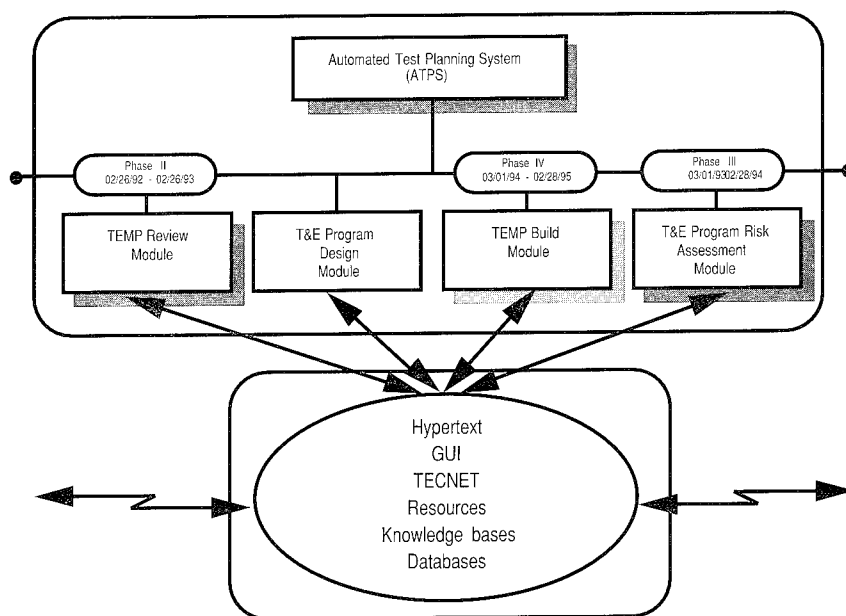 Automated Test Planning System
(ATPS)
Phase II
02/26/92 - 02/26/93
Phase IV
03/01/94 - 02/28/95
Phase III
03/01/93 02/28/94
TEMP Review
Module
T&E Program
Design
Module
TEMP Build
Module
T&E Program Risk
Assessment
Module
Hypertext
GUI
TECNET
Resources
Knowledge bases
Databases